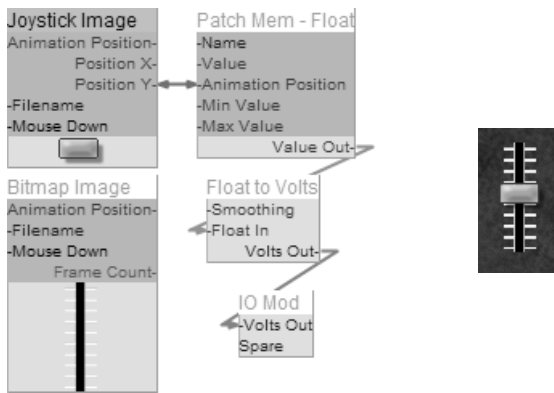 Joystick Image
Animation Position-
Position X-
Position Y-
-Filename
-Mouse Down
Patch Mem - Float
-Name
-Value
-Animation Position
-Min Value
-Max Value
Value Out-
Bitmap Image
Animation Position-
-Filename
-Mouse Down
Frame Count-
Float to Volts
-Smoothing
-Float In
Volts Out-
IO Mod
-Volts Out
Spare